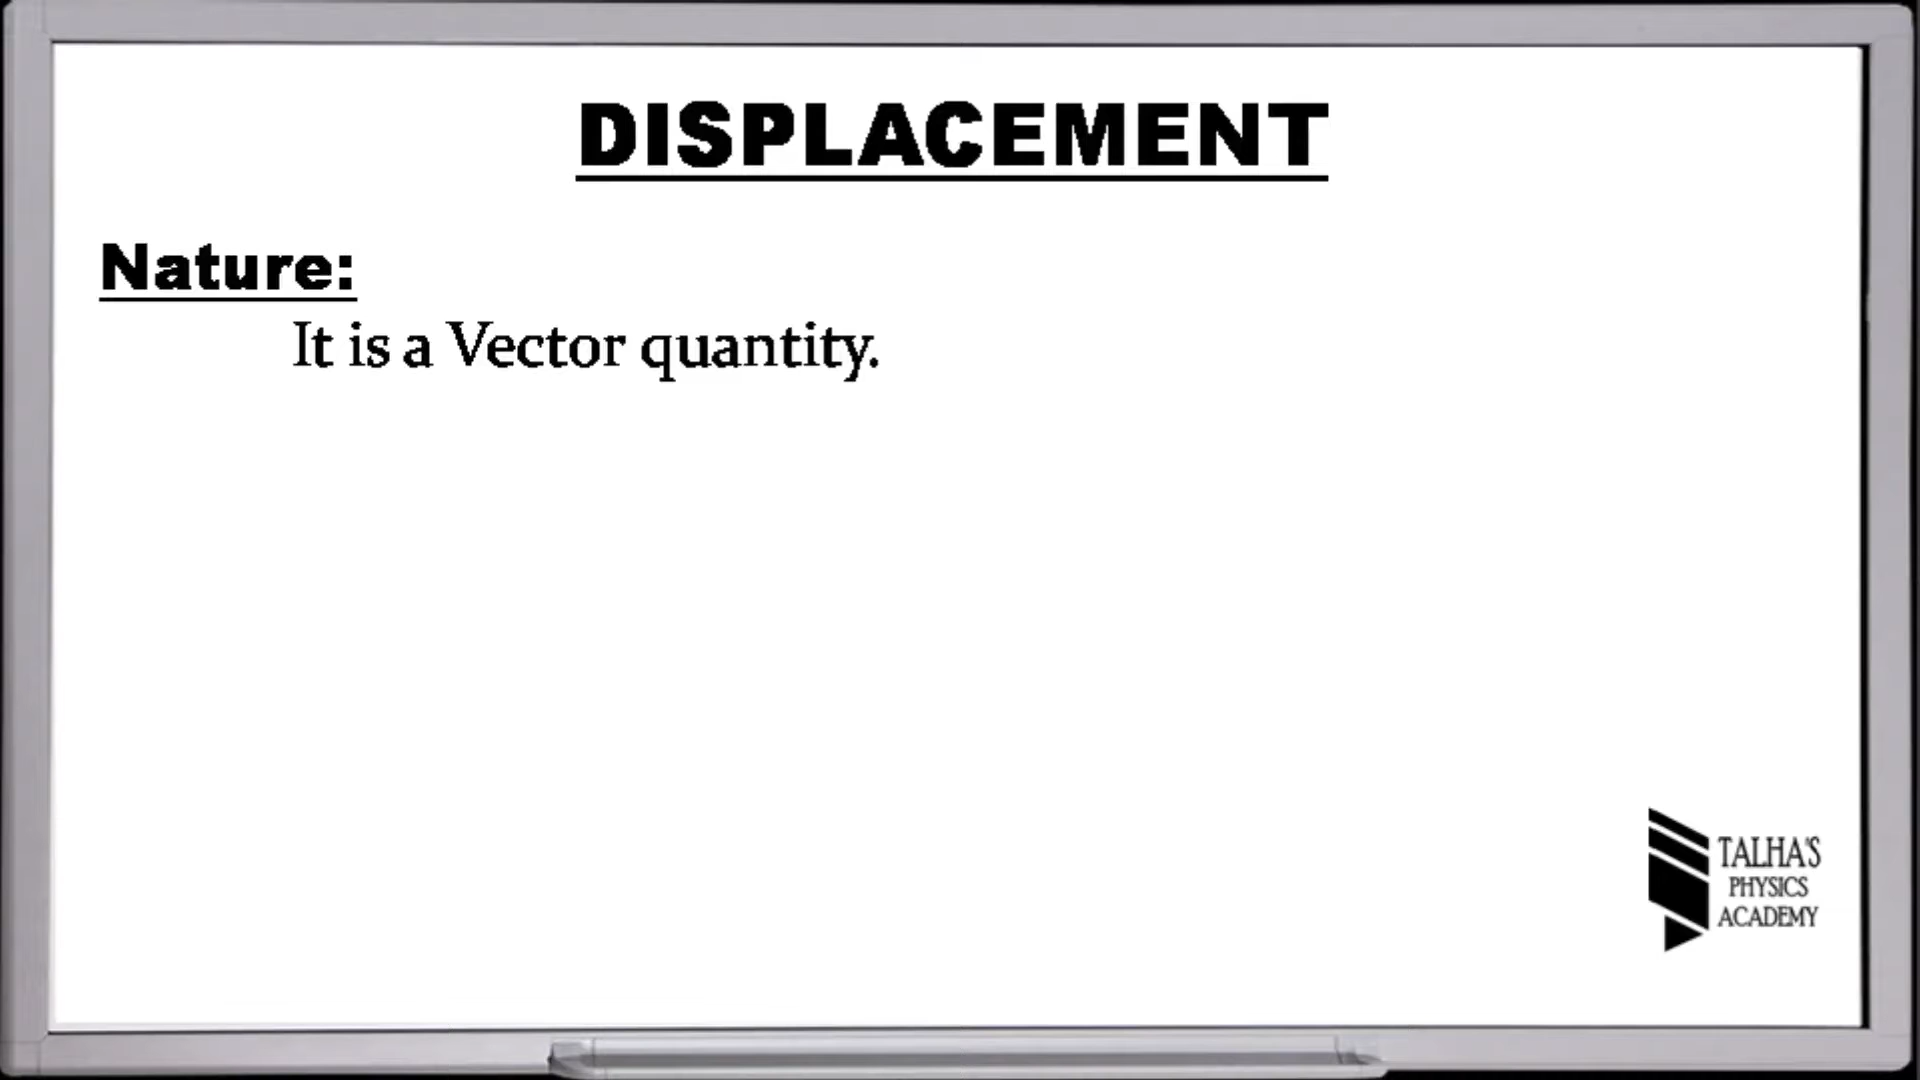 DISPLACEMENT
Nature:
It is a Vector quantity.
TALHA'S
PHYSICS
ACADEMY